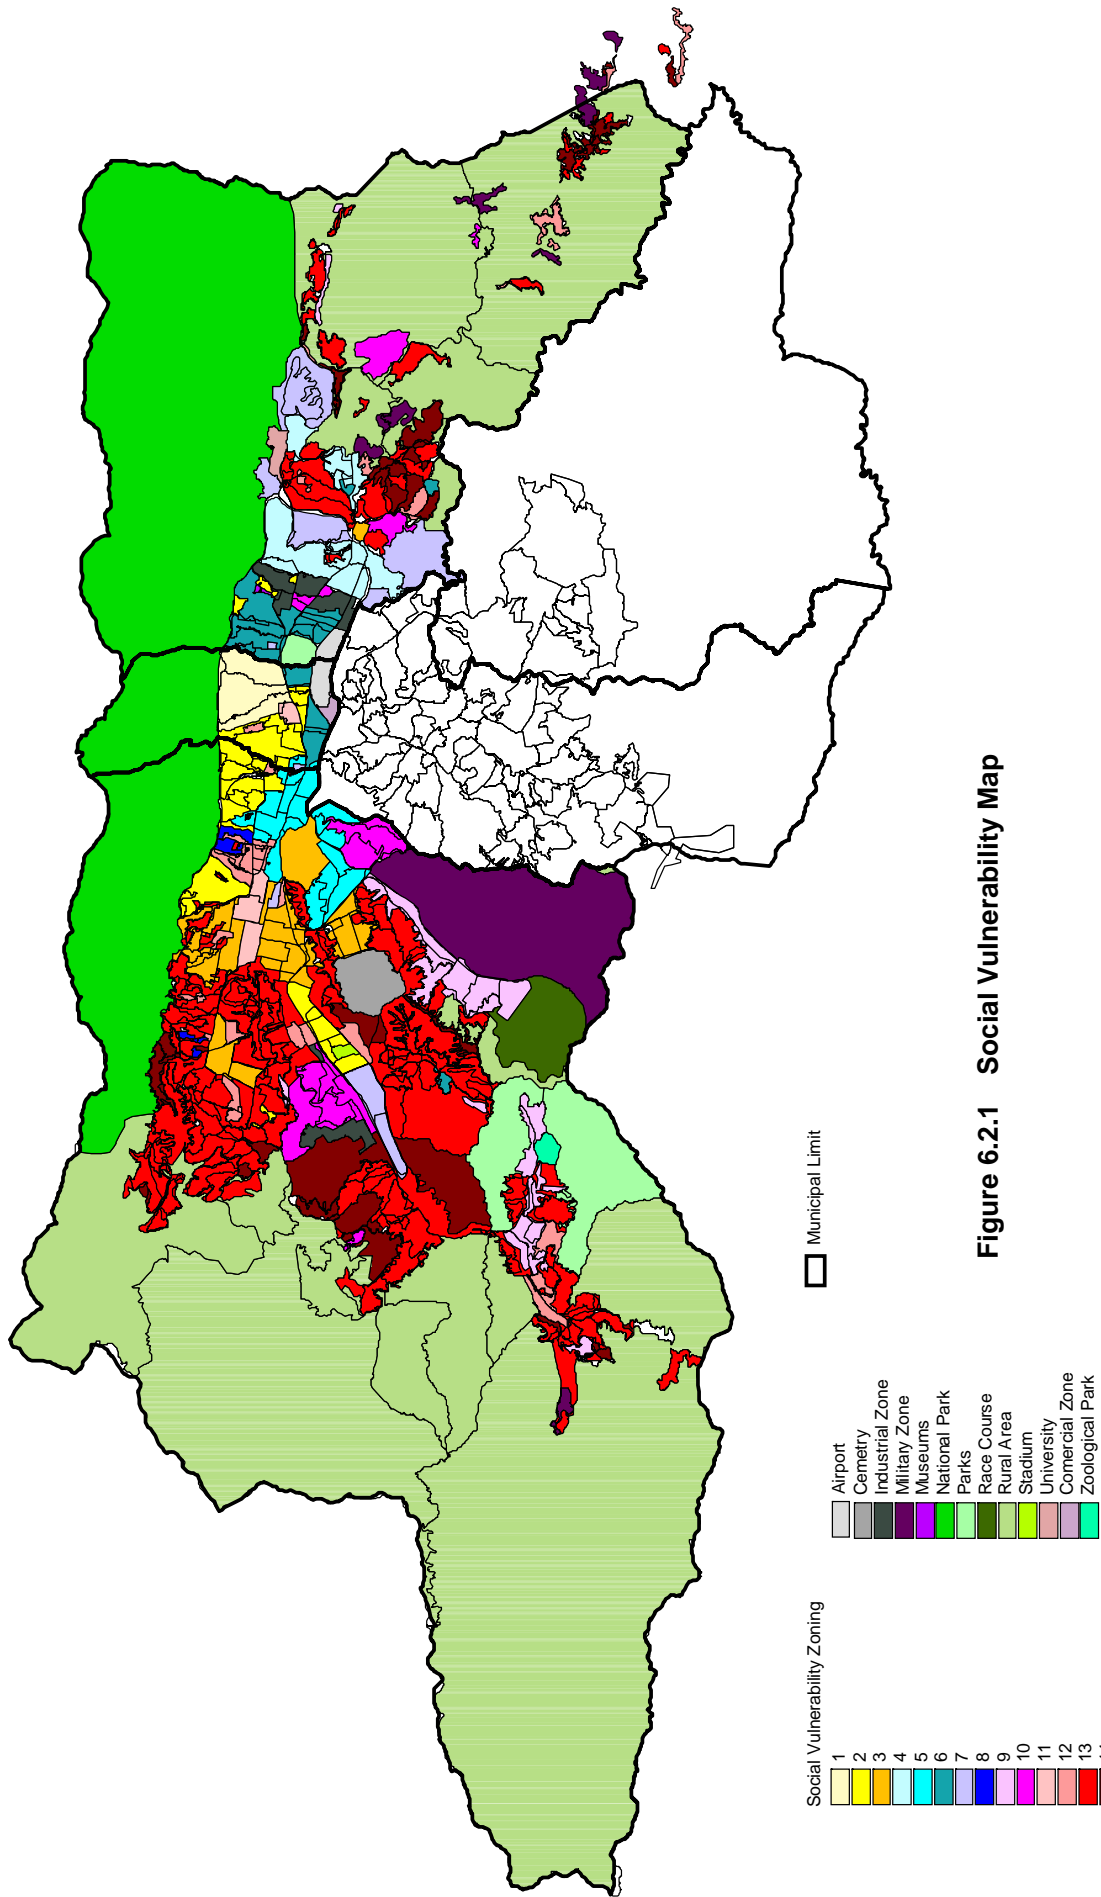 Social Vulnerability Zoning
1
2
3
4
5
6
7
8
9
10
11
12
13
Airport
Cemetry
Industrial Zone
Military Zone
Museums
National Park
Parks
Race Course
Rural Area
Stadium
University
Comercial Zone
Zoological Park
Municipal Limit
Figure 6.2.1 Social Vulnerability Map